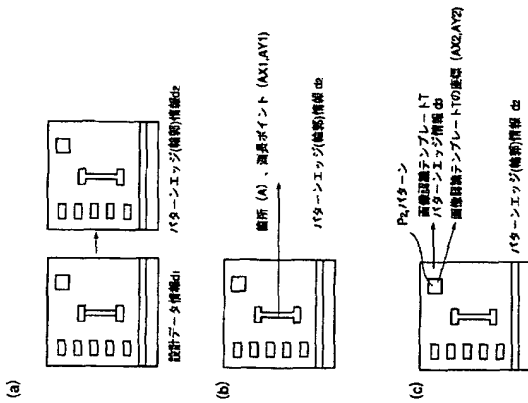 (a)
設計データ情報d1
パターンエッジ(輪郭)情報d2
(b)
箇所 (A) 、測長ポイント (AX1,AY1)
パターンエッジ(輪郭)情報 d2
(c)
P2,パターン
画像認識テンプレートT
パターンエッジ情報 d2
画像認識テンプレートTの座標 (AX2,AY2)
パターンエッジ(輪郭)情報 d2